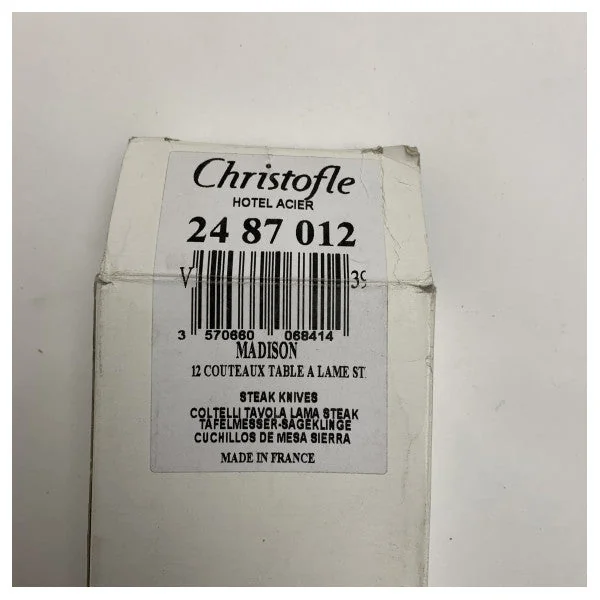 Christofle
HOTEL ACIER
24 87 012
V 39
3 570660 068414
MADISON
12 COUTEAUX TABLE A LAME ST
STEAK KNIVES
COLTELLI TAVOLA LAMA STEAK
TAFELMESSER-SAGEKLINGE
CUCHILLOS DE MESA SIERRA
MADE IN FRANCE